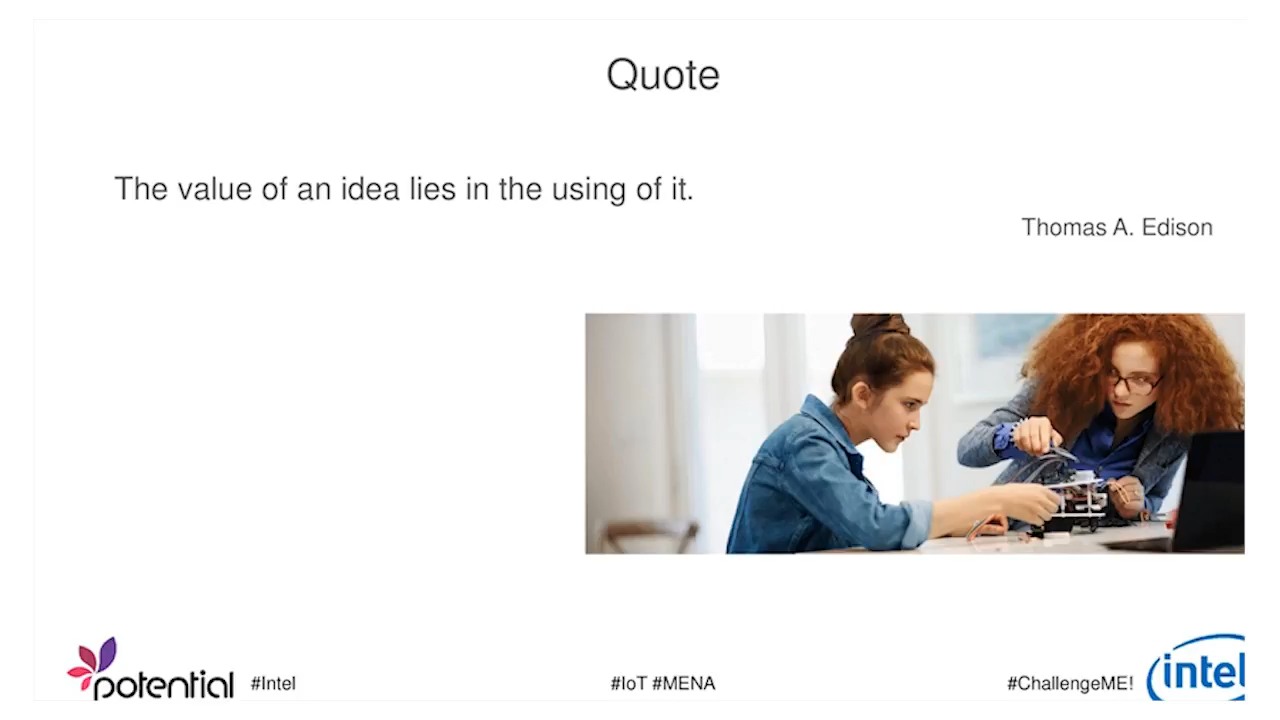 Quote
The value of an idea lies in the using of it.
Thomas A. Edison
potential #Intel #IoT #MENA #ChallengeME! intel